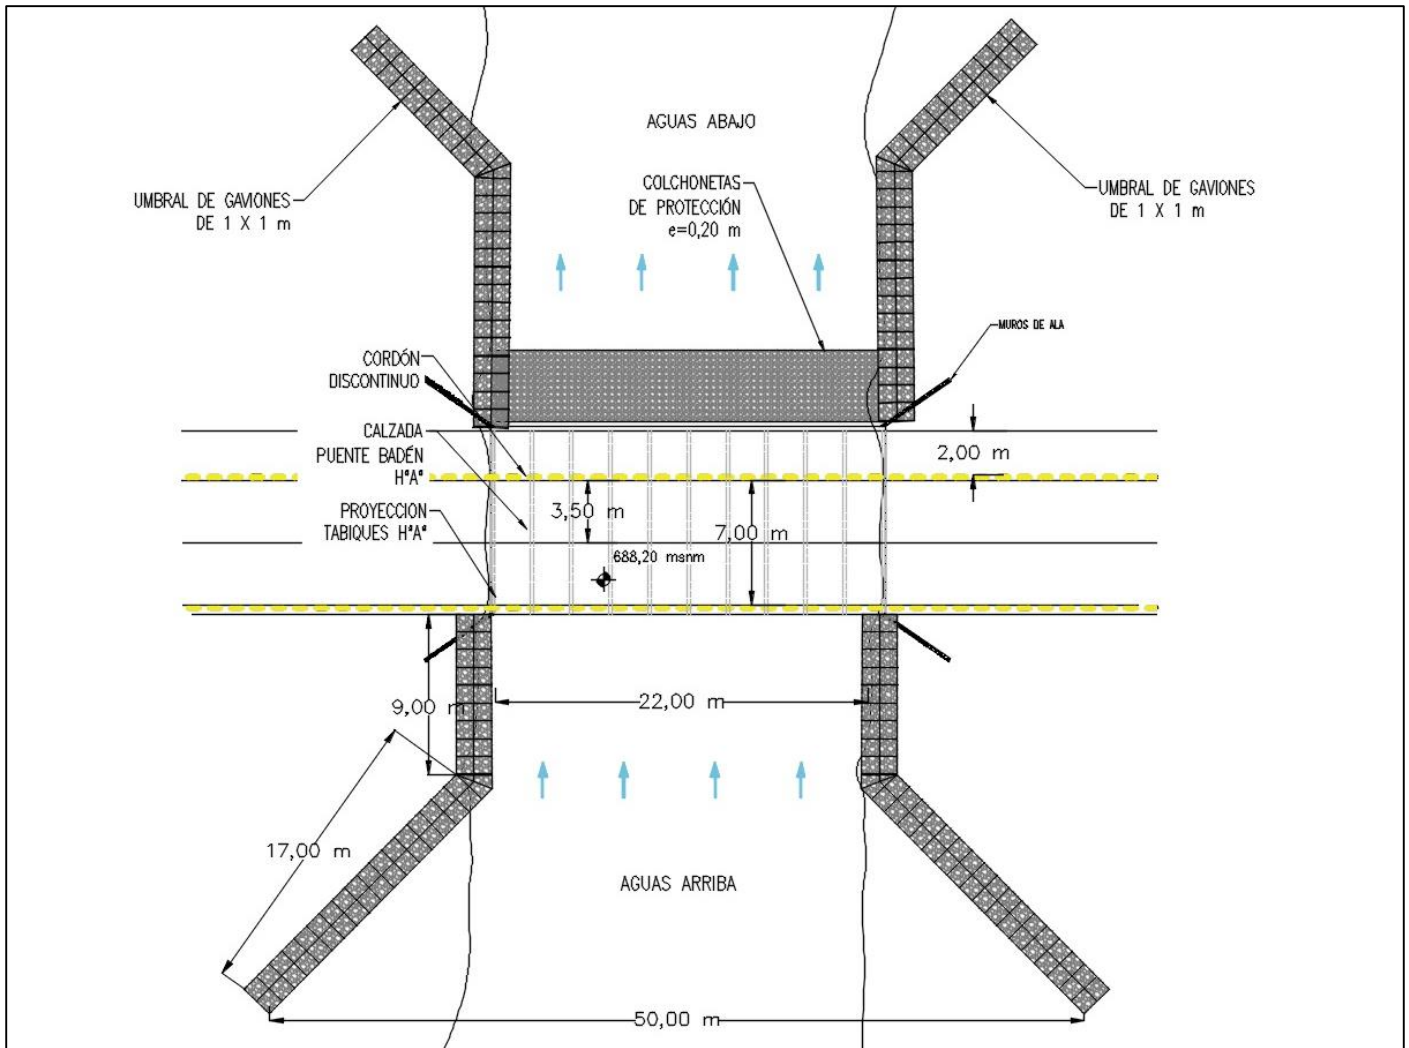 AGUAS ABAJO
UMBRAL DE GAVIONES
DE 1 X 1 m
COLCHONETAS
DE PROTECCIÓN
e=0,20 m
UMBRAL DE GAVIONES
DE 1 X 1 m
MUROS DE ALA
CORDÓN
DISCONTINUO
CALZADA
PUENTE BADÉN
HªAª
2,00 m
PROYECCION
TABIQUES HªAª
3,50 m
7,00 m
688,20 msnm
9,00 m
22,00 m
17,00 m
AGUAS ARRIBA
50,00 m